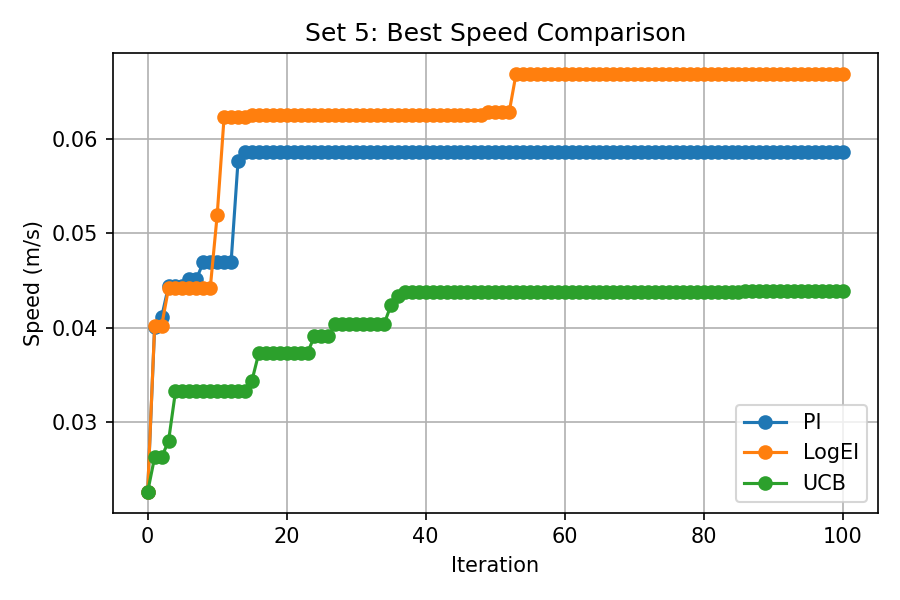 Set 5: Best Speed Comparison
Speed (m/s)
0.06
0.05
0.04
0.03
0
20
40
60
80
100
Iteration
PI
LogEI
UCB